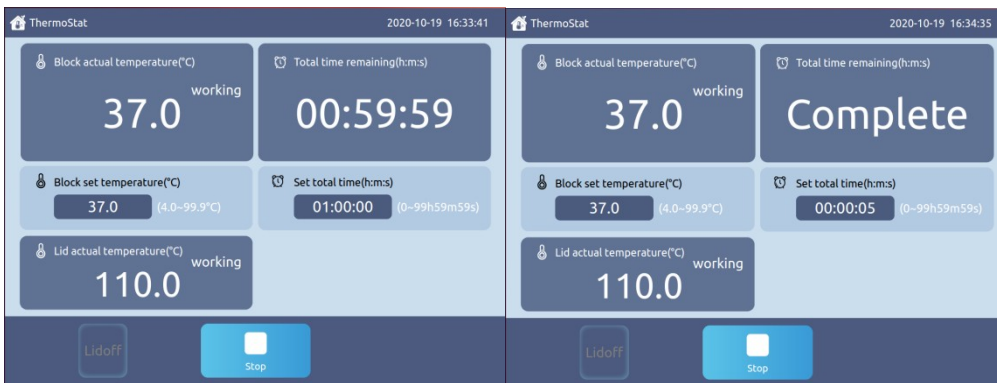 ThermoStat 2020-10-19 16:33:41
Block actual temperature(°C) Total time remaining(h:m:s)
working
37.0 00:59:59
Block set temperature(°C) Set total time(h:m:s)
37.0 (4.0~99.9°C) 01:00:00 (0~99h59m59s)
Lid actual temperature(°C)
working
110.0
Lidoff
Stop
ThermoStat 2020-10-19 16:34:35
Block actual temperature(°C) Total time remaining(h:m:s)
working
37.0 Complete
Block set temperature(°C) Set total time(h:m:s)
37.0 (4.0~99.9°C) 00:00:05 (0~99h59m59s)
Lid actual temperature(°C)
working
110.0
Lidoff
Stop